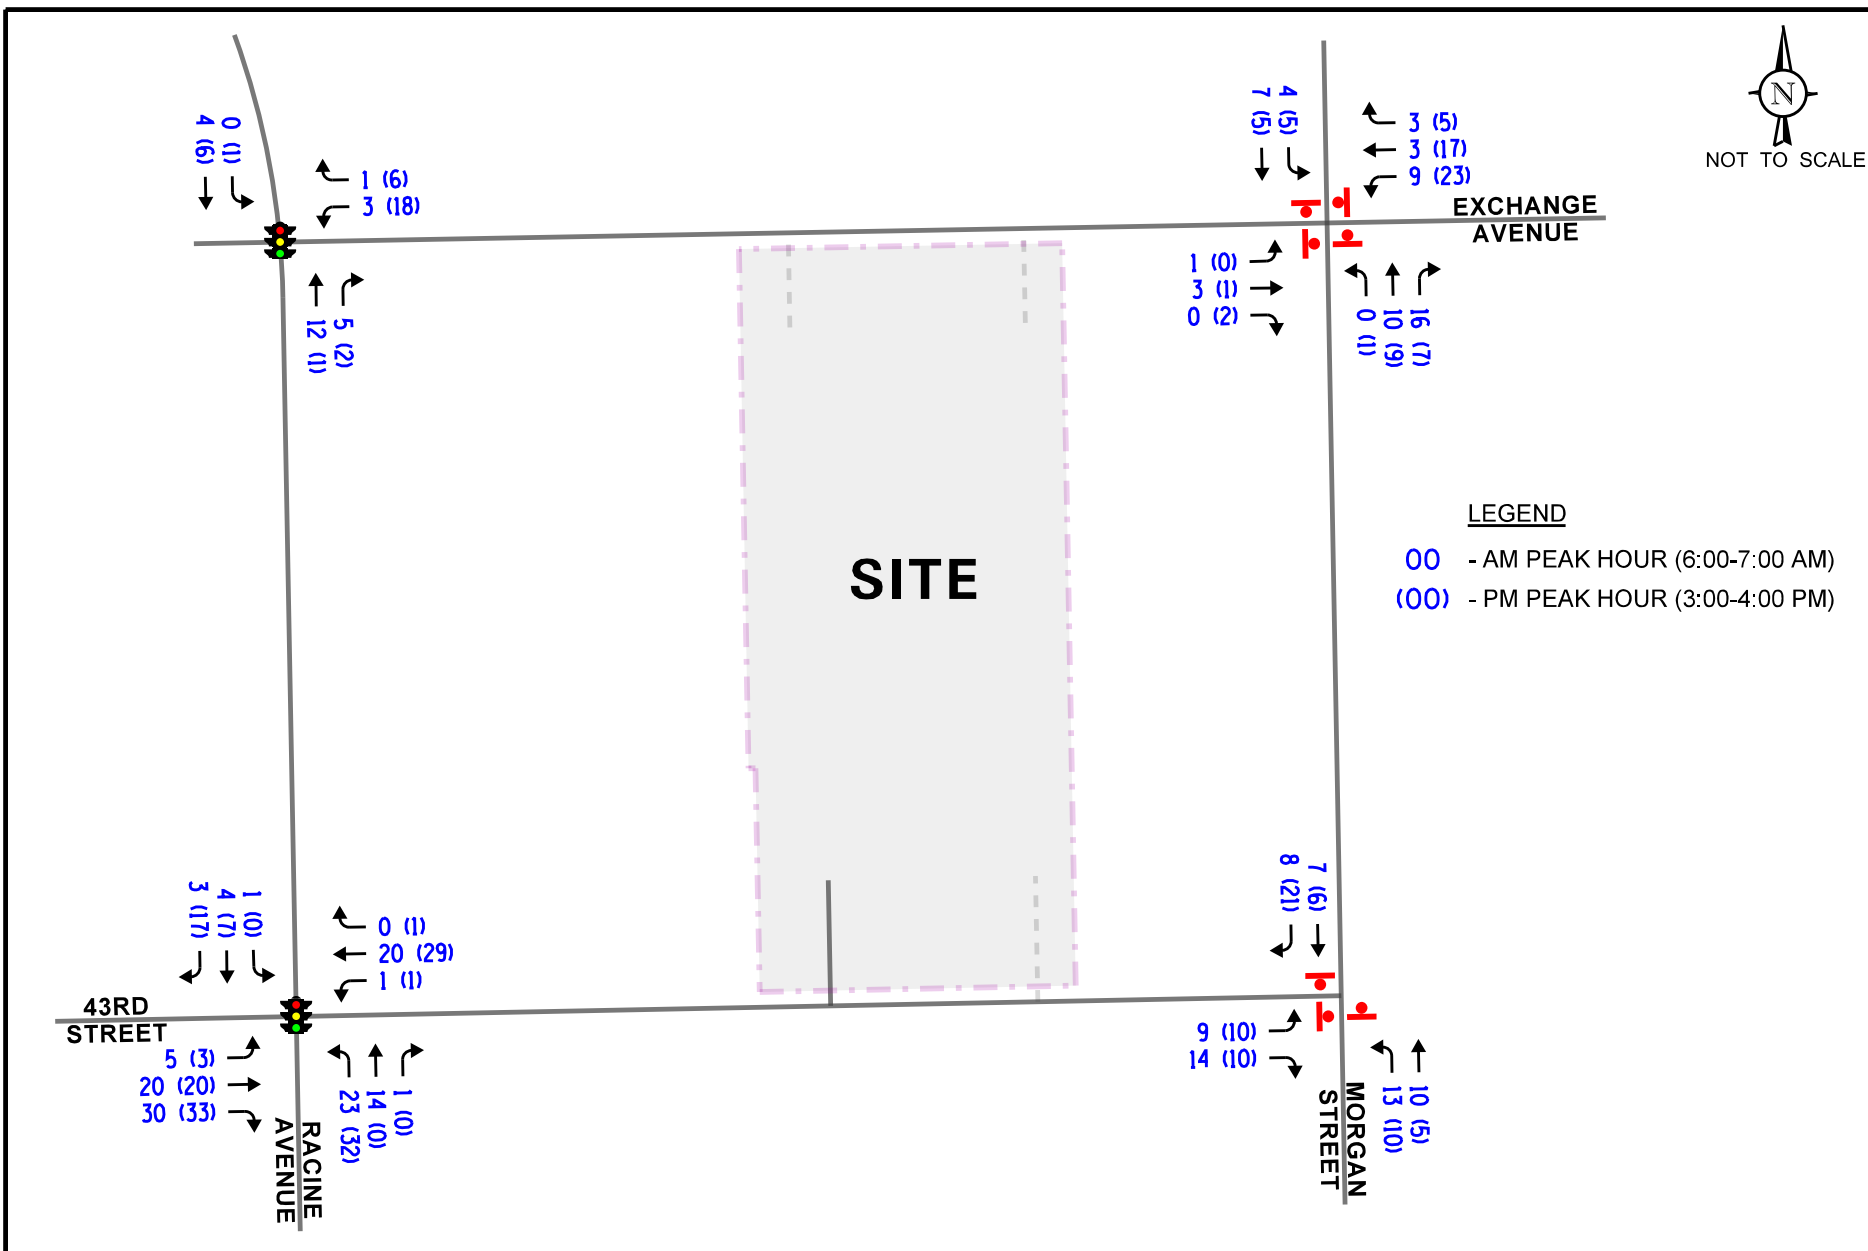 N
NOT TO SCALE
0 (1)
4 (6)
1 (6)
3 (18)
5 (2)
12 (1)
4 (5)
7 (5)
3 (5)
3 (17)
9 (23)
EXCHANGE
AVENUE
1 (0)
3 (1)
0 (2)
16 (7)
10 (9)
0 (1)
SITE
LEGEND
00 - AM PEAK HOUR (6:00-7:00 AM)
(00) - PM PEAK HOUR (3:00-4:00 PM)
1 (0)
4 (7)
3 (17)
0 (1)
20 (29)
1 (1)
43RD
STREET
5 (3)
20 (20)
30 (33)
1 (0)
14 (0)
23 (32)
RACINE
AVENUE
7 (6)
8 (21)
9 (10)
14 (10)
10 (5)
13 (10)
MORGAN
STREET